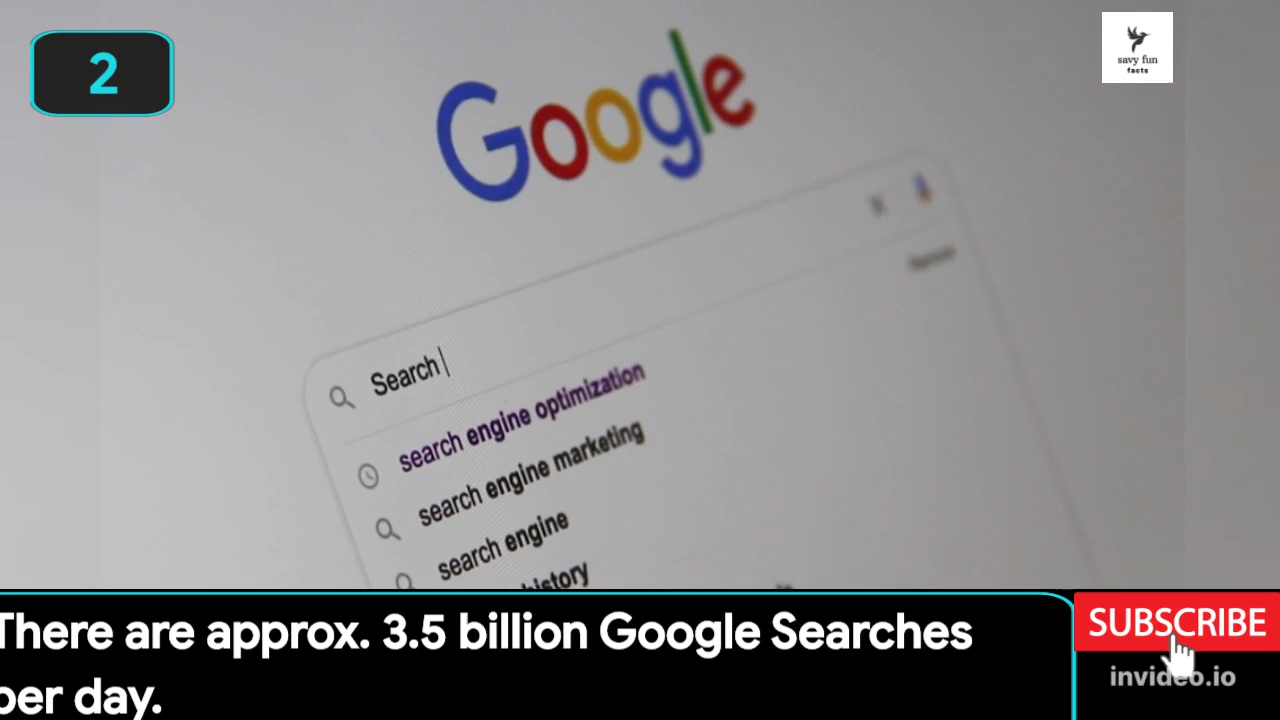 2
savy fun
facts
Google
Search
search engine optimization
search engine marketing
search engine
history
There are approx. 3.5 billion Google Searches
per day.
SUBSCRIBE
invideo.io